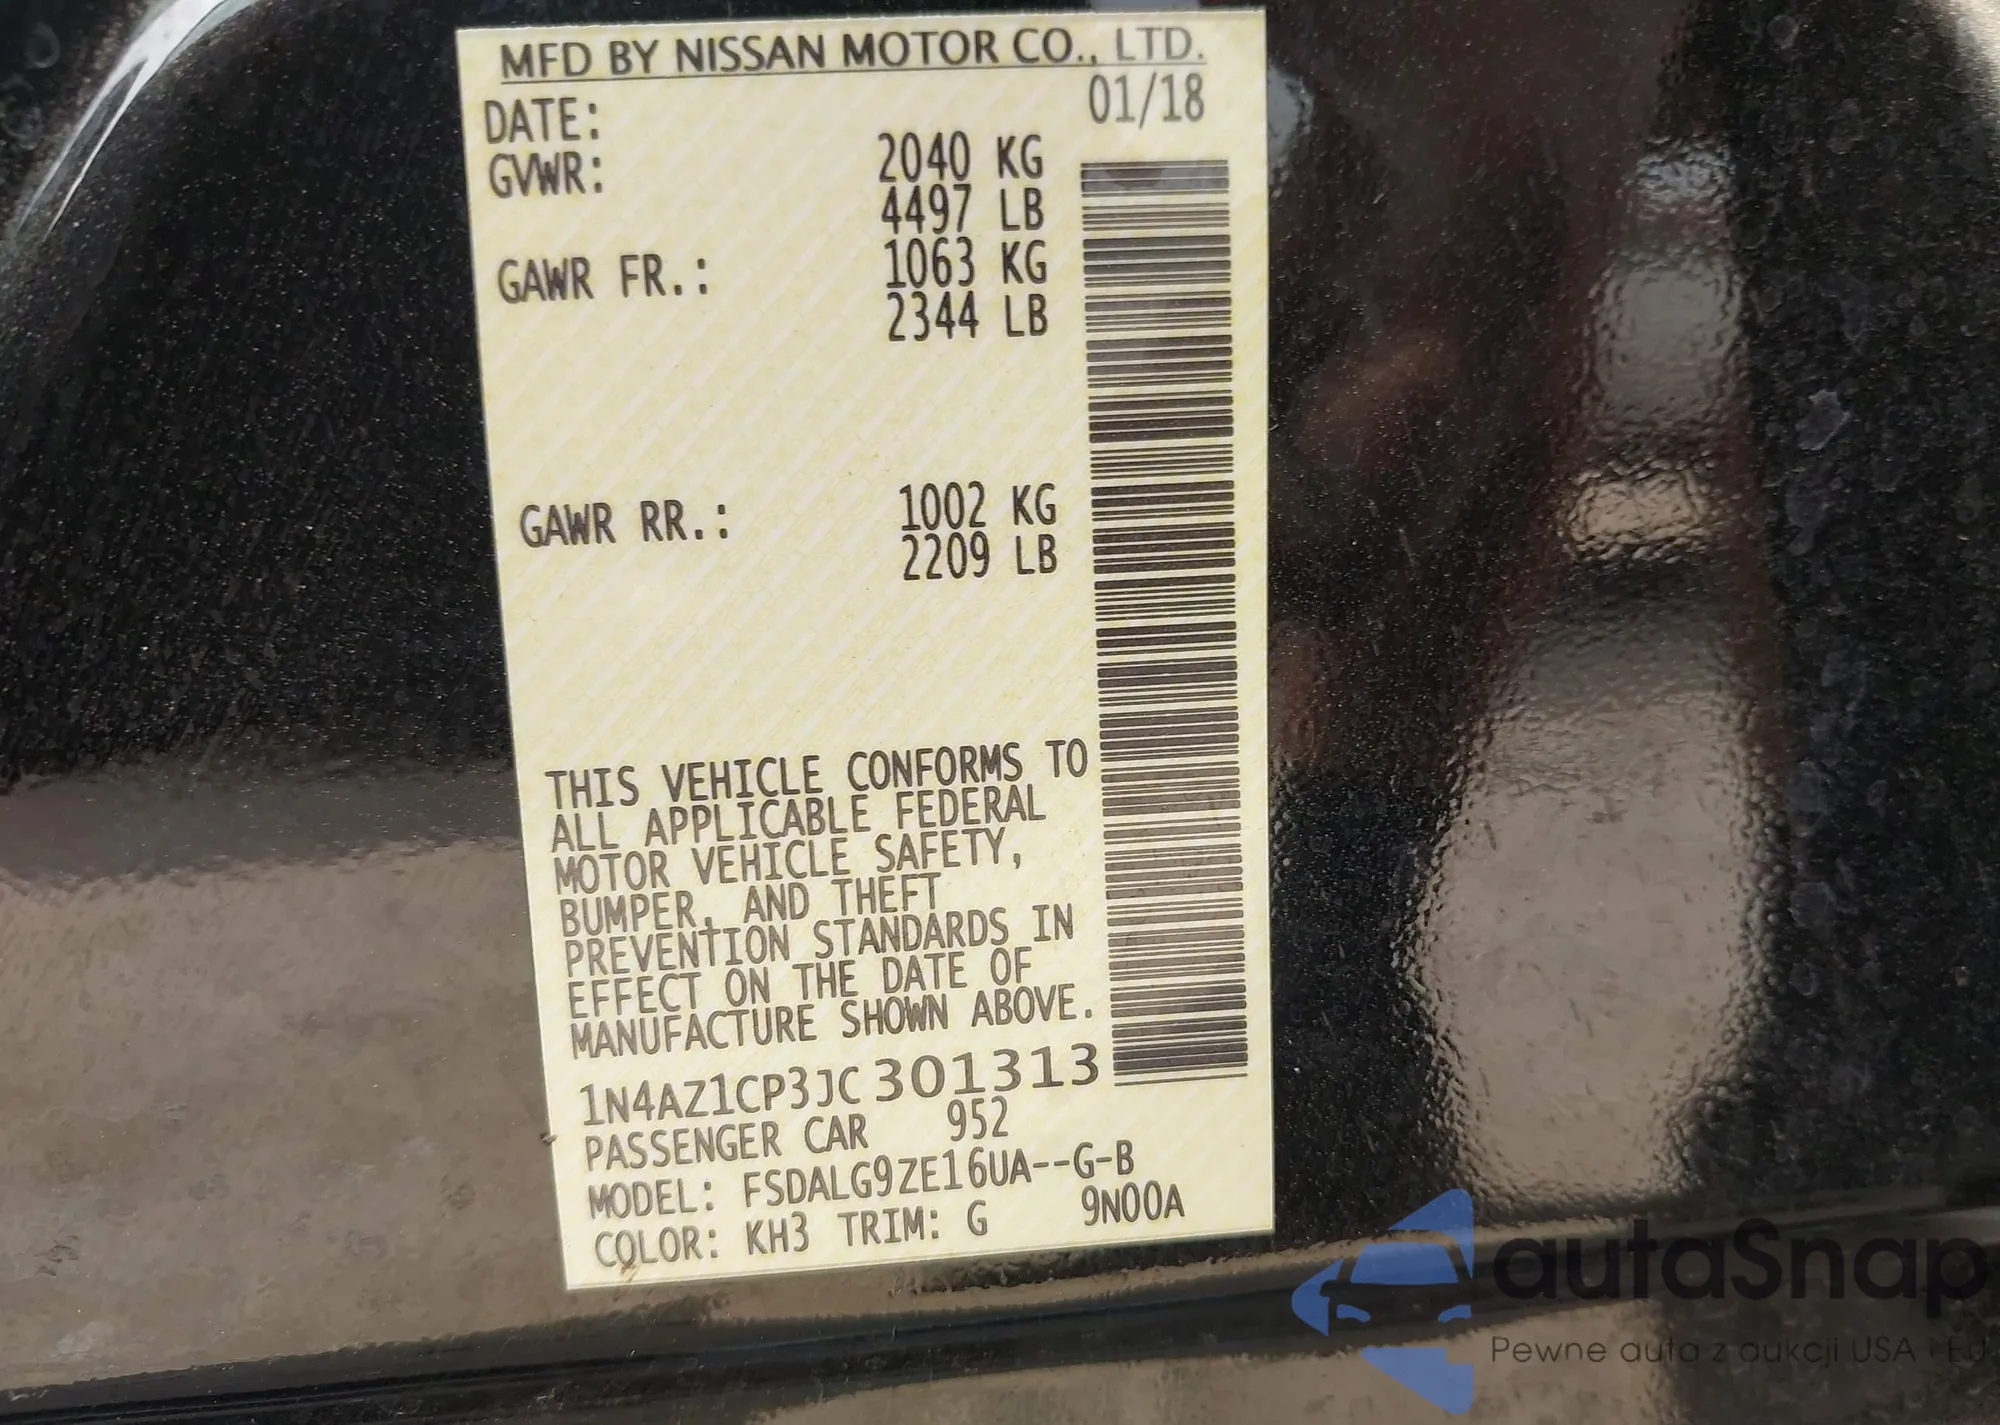 MFD BY NISSAN MOTOR CO., LTD.
DATE: 01/18
GVWR: 2040 KG
4497 LB
GAWR FR.: 1063 KG
2344 LB
GAWR RR.: 1002 KG
2209 LB
THIS VEHICLE CONFORMS TO
ALL APPLICABLE FEDERAL
MOTOR VEHICLE SAFETY,
BUMPER, AND THEFT
PREVENTION STANDARDS IN
EFFECT ON THE DATE OF
MANUFACTURE SHOWN ABOVE.
1N4AZ1CP3JC301313
PASSENGER CAR 952
MODEL: FSDALG9ZE16UA--G-B
COLOR: KH3 TRIM: G 9N00A
autaSnap
Pewne auta z aukcji USA i EU